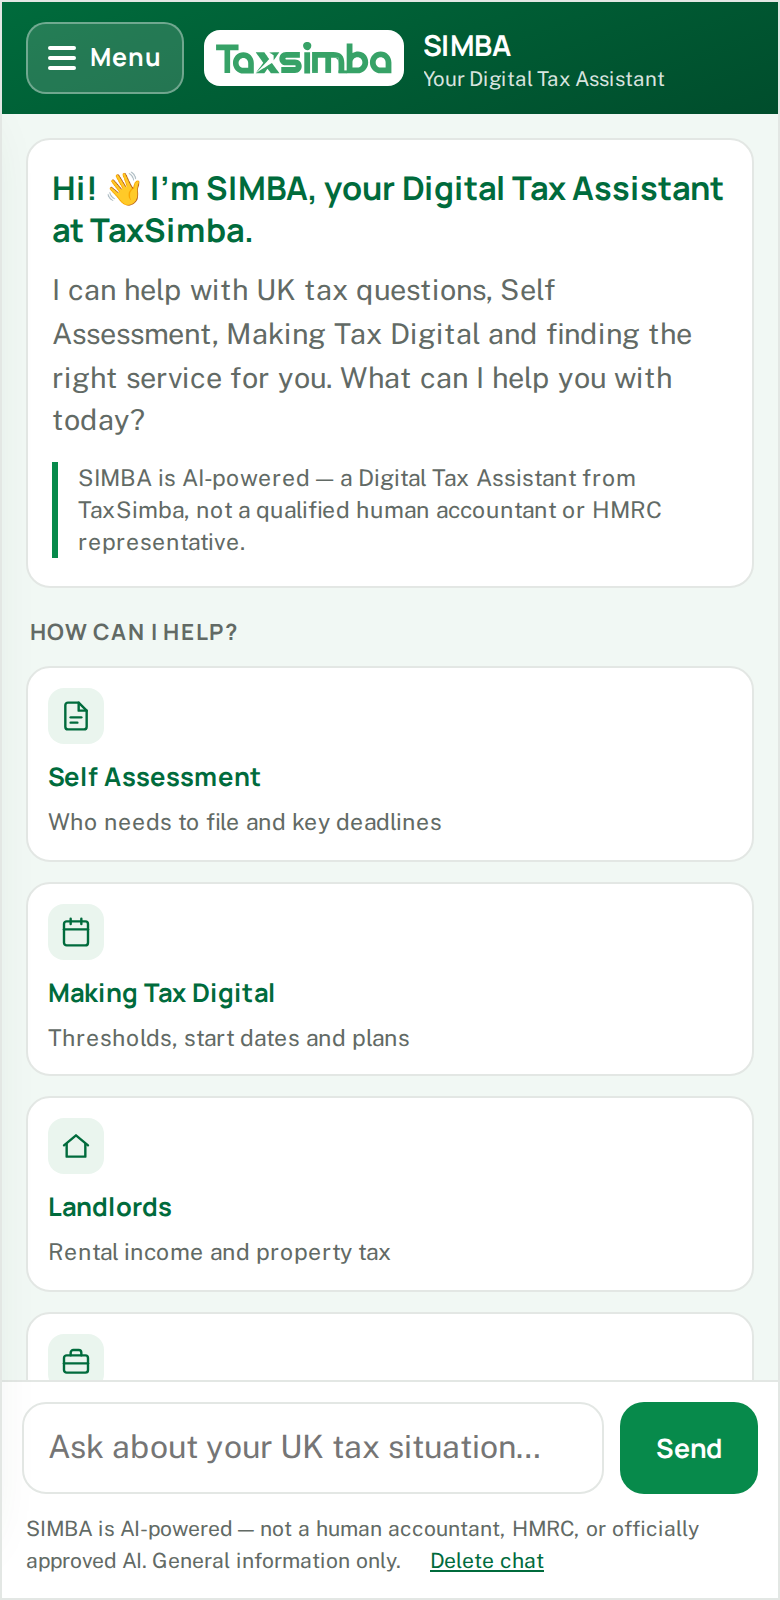 Menu
Taxsimba
SIMBA
Your Digital Tax Assistant
Hi! 👋 I’m SIMBA, your Digital Tax Assistant
at TaxSimba.
I can help with UK tax questions, Self
Assessment, Making Tax Digital and finding the
right service for you. What can I help you with
today?
SIMBA is AI-powered — a Digital Tax Assistant from
TaxSimba, not a qualified human accountant or HMRC
representative.
HOW CAN I HELP?
Self Assessment
Who needs to file and key deadlines
Making Tax Digital
Thresholds, start dates and plans
Landlords
Rental income and property tax
Ask about your UK tax situation...
Send
SIMBA is AI-powered — not a human accountant, HMRC, or officially
approved AI. General information only. Delete chat